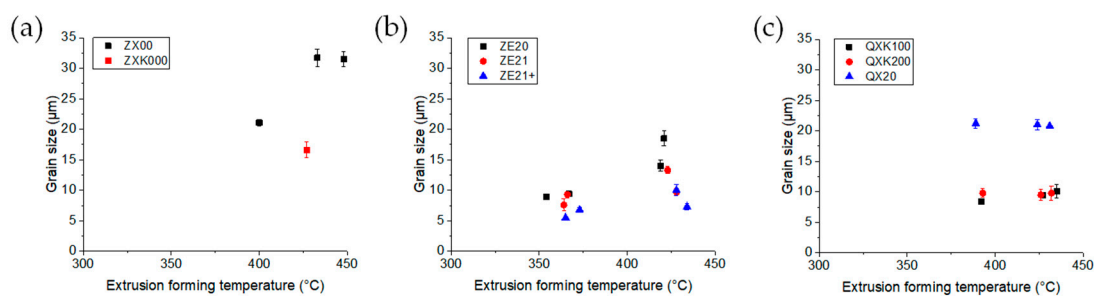 (a)
ZX00
ZXK000
35
30
25
20
15
10
5
0
Grain size (µm)
300
350
400
450
Extrusion forming temperature (°C)
(b)
ZE20
ZE21
ZE21+
35
30
25
20
15
10
5
0
Grain size (µm)
300
350
400
450
Extrusion forming temperature (°C)
(c)
QXK100
QXK200
QX20
35
30
25
20
15
10
5
0
Grain size (µm)
300
350
400
450
Extrusion forming temperature (°C)